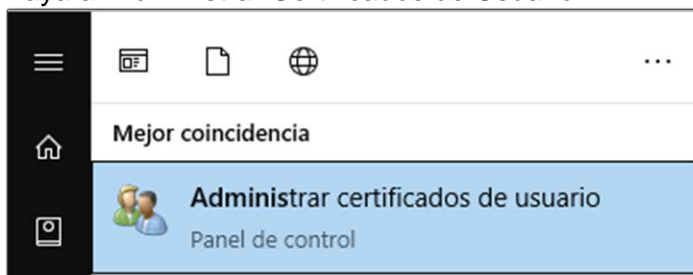 Mejor coincidencia
Administrar certificados de usuario
Panel de control